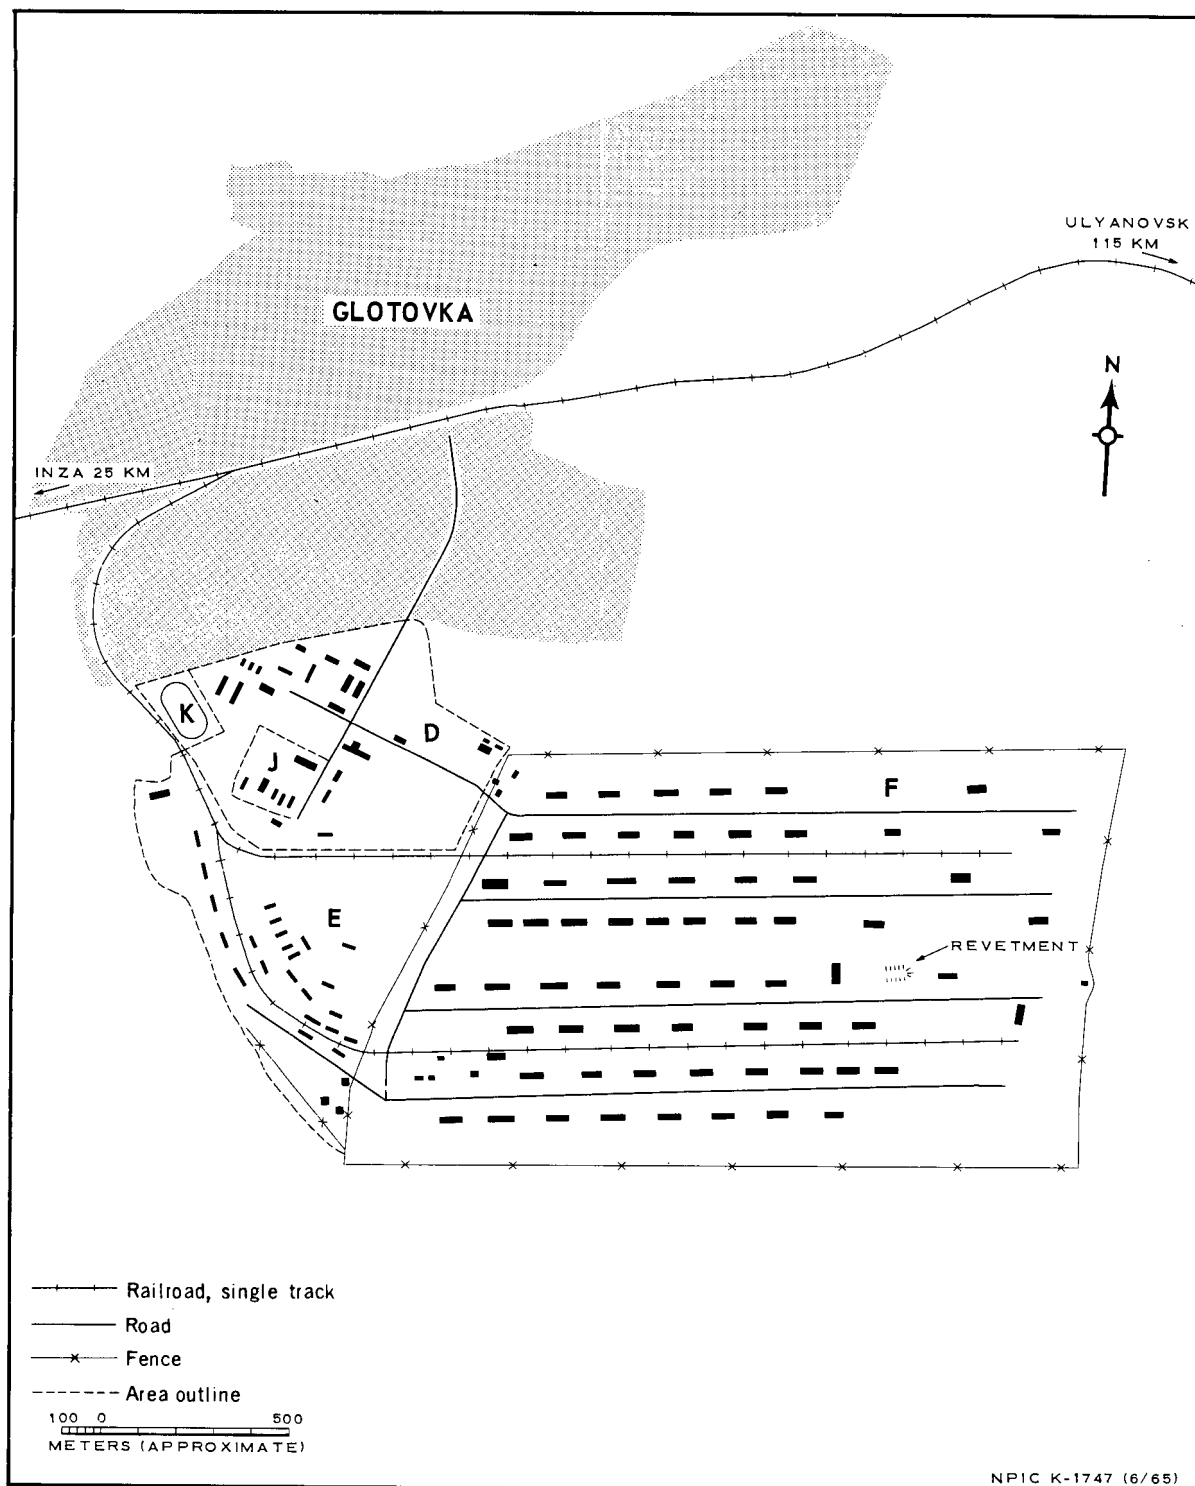 ULYANOVSK
115 KM
GLOTOVKA
N
INZA 25 KM
K
D
J
F
E
REVETMENT
Railroad, single track
Road
Fence
Area outline
100 0 500
METERS (APPROXIMATE)
NPIC K-1747 (6/65)